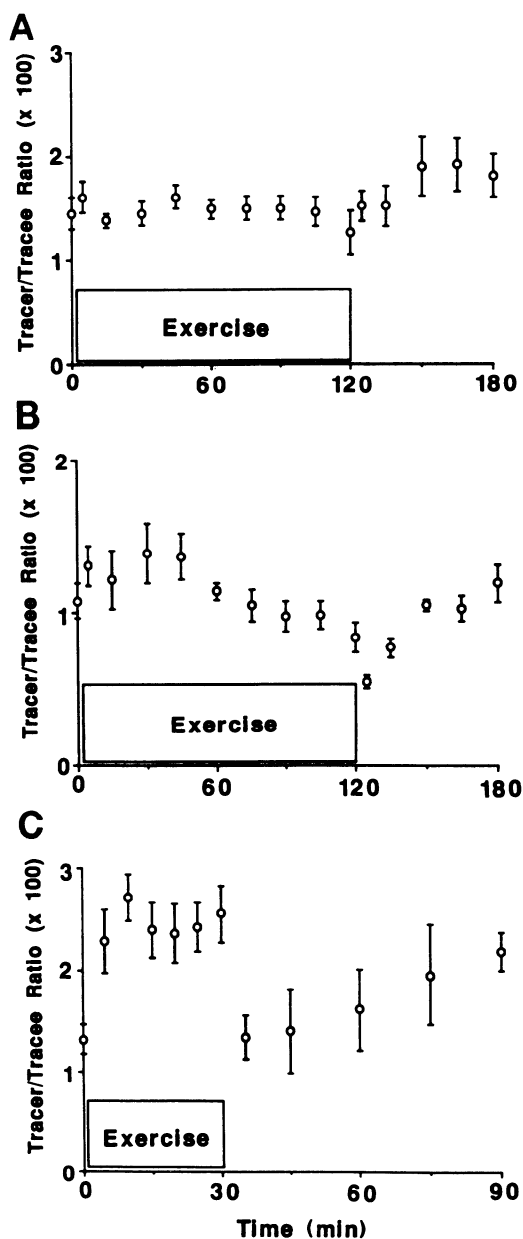 A
Tracer/Tracee Ratio (x 100)
3
2
1
0
Exercise
0 60 120 180
B
Tracer/Tracee Ratio (x 100)
2
1
0
Exercise
0 60 120 180
C
Tracer/Tracee Ratio (x 100)
3
2
1
0
Exercise
0 30 60 90
Time (min)